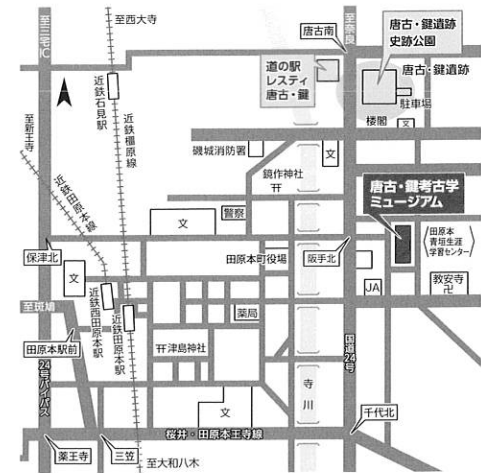 至三宅IC
至西大寺
至奈良
唐古南
唐古・鍵遺跡
史跡公園
道の駅
レスティ
唐古・鍵
唐古・鍵遺跡
駐車場
楼閣
文
近鉄石見駅
近鉄橿原線
至新王寺
近鉄田原本線
磯城消防署
文
鏡作神社
唐古・鍵考古学
ミュージアム
警察
文
田原本
青垣生涯
学習センター
保津北
田原本町役場
阪手北
文
JA
教安寺
卍
至斑鳩
近鉄西田原本駅
近鉄田原本駅
薬局
田原本駅前
津島神社
国道24号
24号バイパス
文
寺川
千代北
桜井・田原本王寺線
薬王寺
三笠
至大和八木